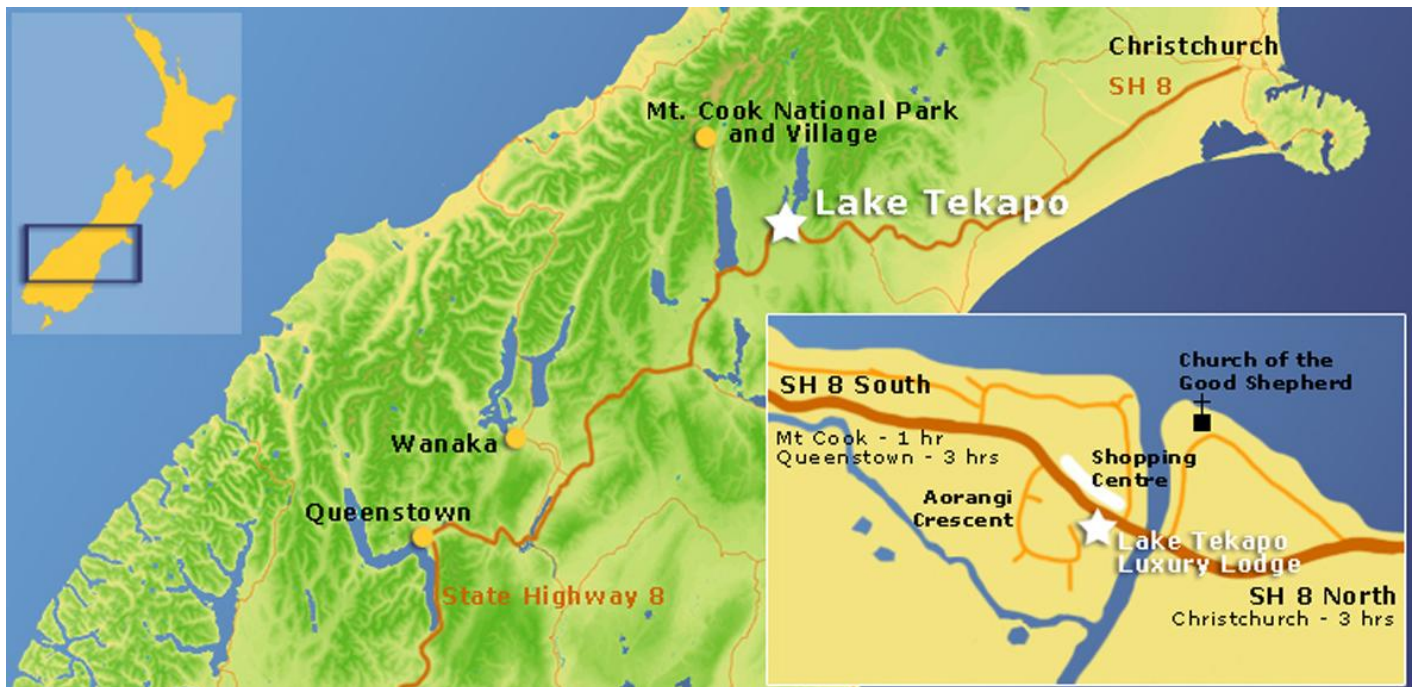 Christchurch
SH 8
Mt. Cook National Park
and Village
Lake Tekapo
Wanaka
Queenstown
State Highway 8
SH 8 South
Mt Cook - 1 hr
Queenstown - 3 hrs
Church of the
Good Shepherd
Shopping
Centre
Aorangi
Crescent
Lake Tekapo
Luxury Lodge
SH 8 North
Christchurch - 3 hrs